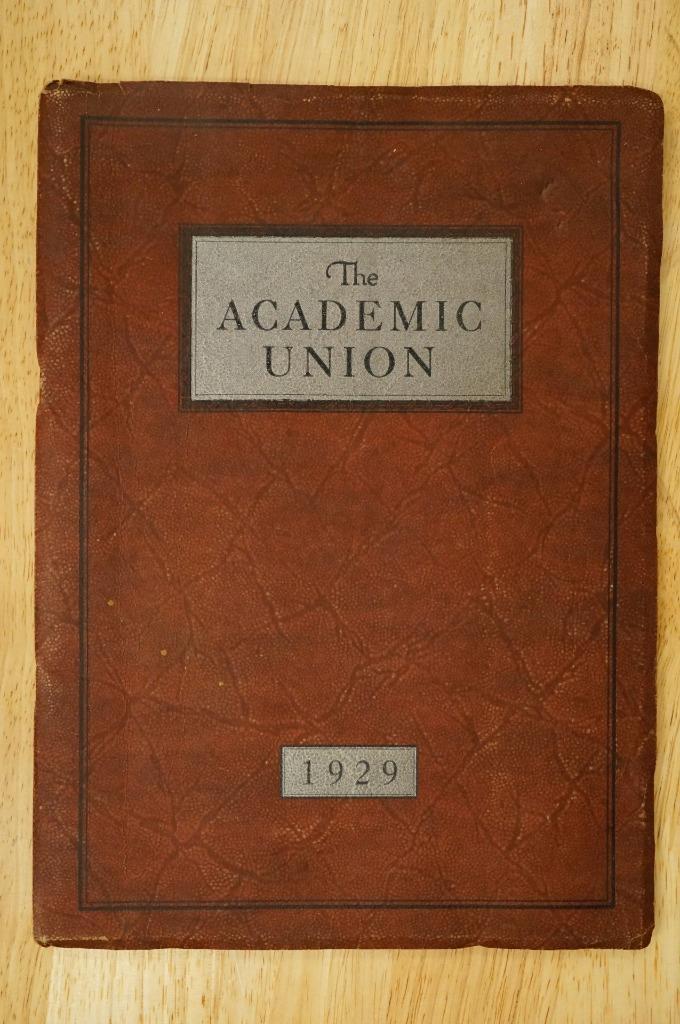 The
ACADEMIC
UNION
1929